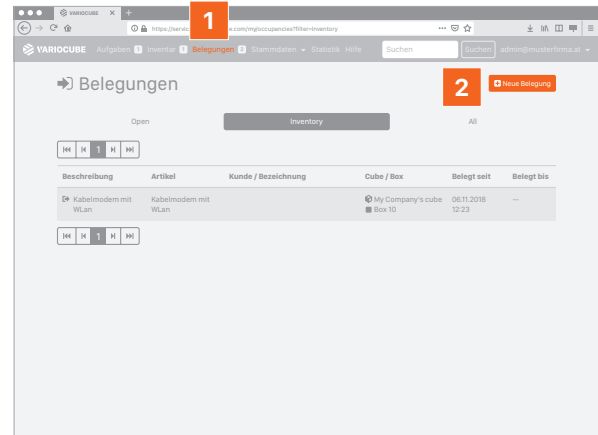 VARIOCUBE
https://servic e.com/mg/occupancies?filter=inventory
1
VARIOCUBE Aufgaben 1 Inventar 1 Belegungen 3 Stammdaten Statistik Hilfe Suchen Suchen admin@musterfirma.at
Belegungen
2
Neue Belegung
Open Inventory All
1
Beschreibung Artikel Kunde / Bezeichnung Cube / Box Belegt seit Belegt bis
Kabelmodem mit Kabelmodem mit My Company's cube 06.11.2018 —
WLan WLan Box 10 12:23
1